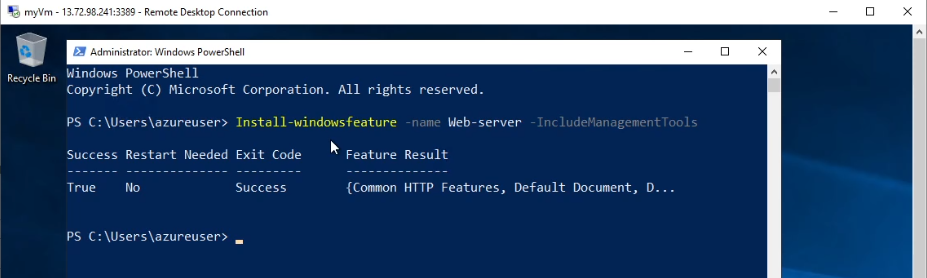 myVm - 13.72.98.241:3389 - Remote Desktop Connection
Recycle Bin
Administrator: Windows PowerShell
Windows PowerShell
Copyright (C) Microsoft Corporation. All rights reserved.
PS C:\Users\azureuser> Install-windowsfeature -name Web-server -IncludeManagementTools
Success Restart Needed Exit Code Feature Result
------- -------------- --------- --------------
True No Success {Common HTTP Features, Default Document, D...
PS C:\Users\azureuser>